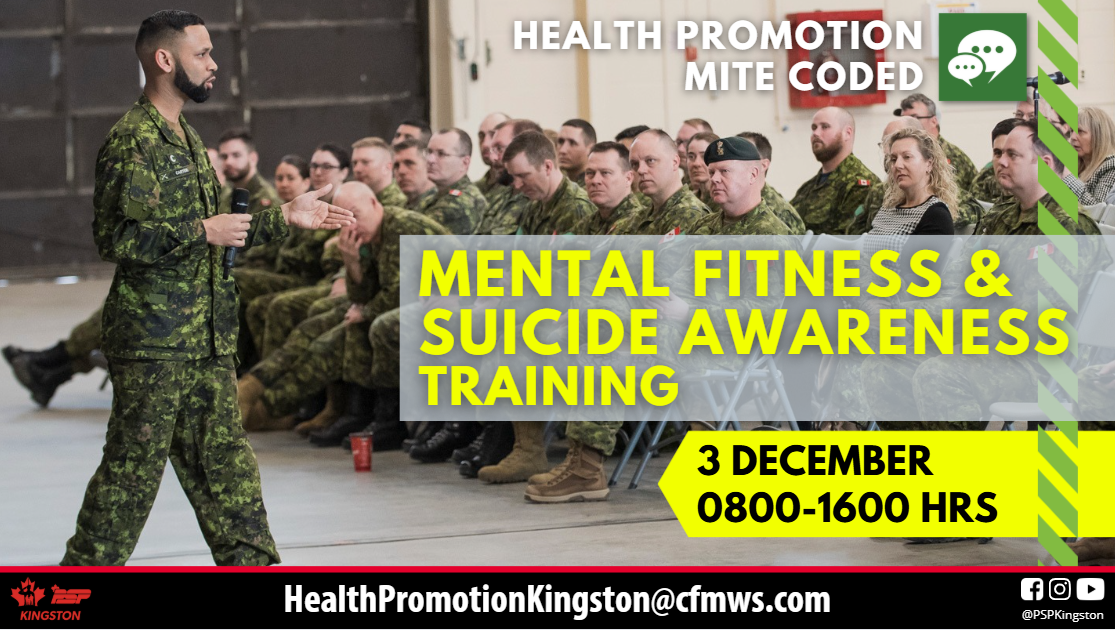 HEALTH PROMOTION
MITE CODED
MENTAL FITNESS &
SUICIDE AWARENESS
TRAINING
3 DECEMBER
0800-1600 HRS
PSP
KINGSTON
HealthPromotionKingston@cfmws.com
@PSPKingston